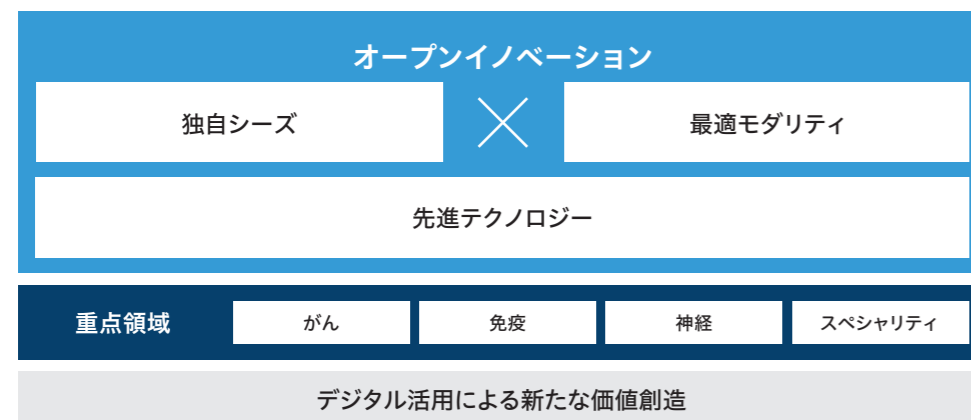 オープンイノベーション
独自シーズ × 最適モダリティ
先進テクノロジー
重点領域 がん 免疫 神経 スペシャリティ
デジタル活用による新たな価値創造